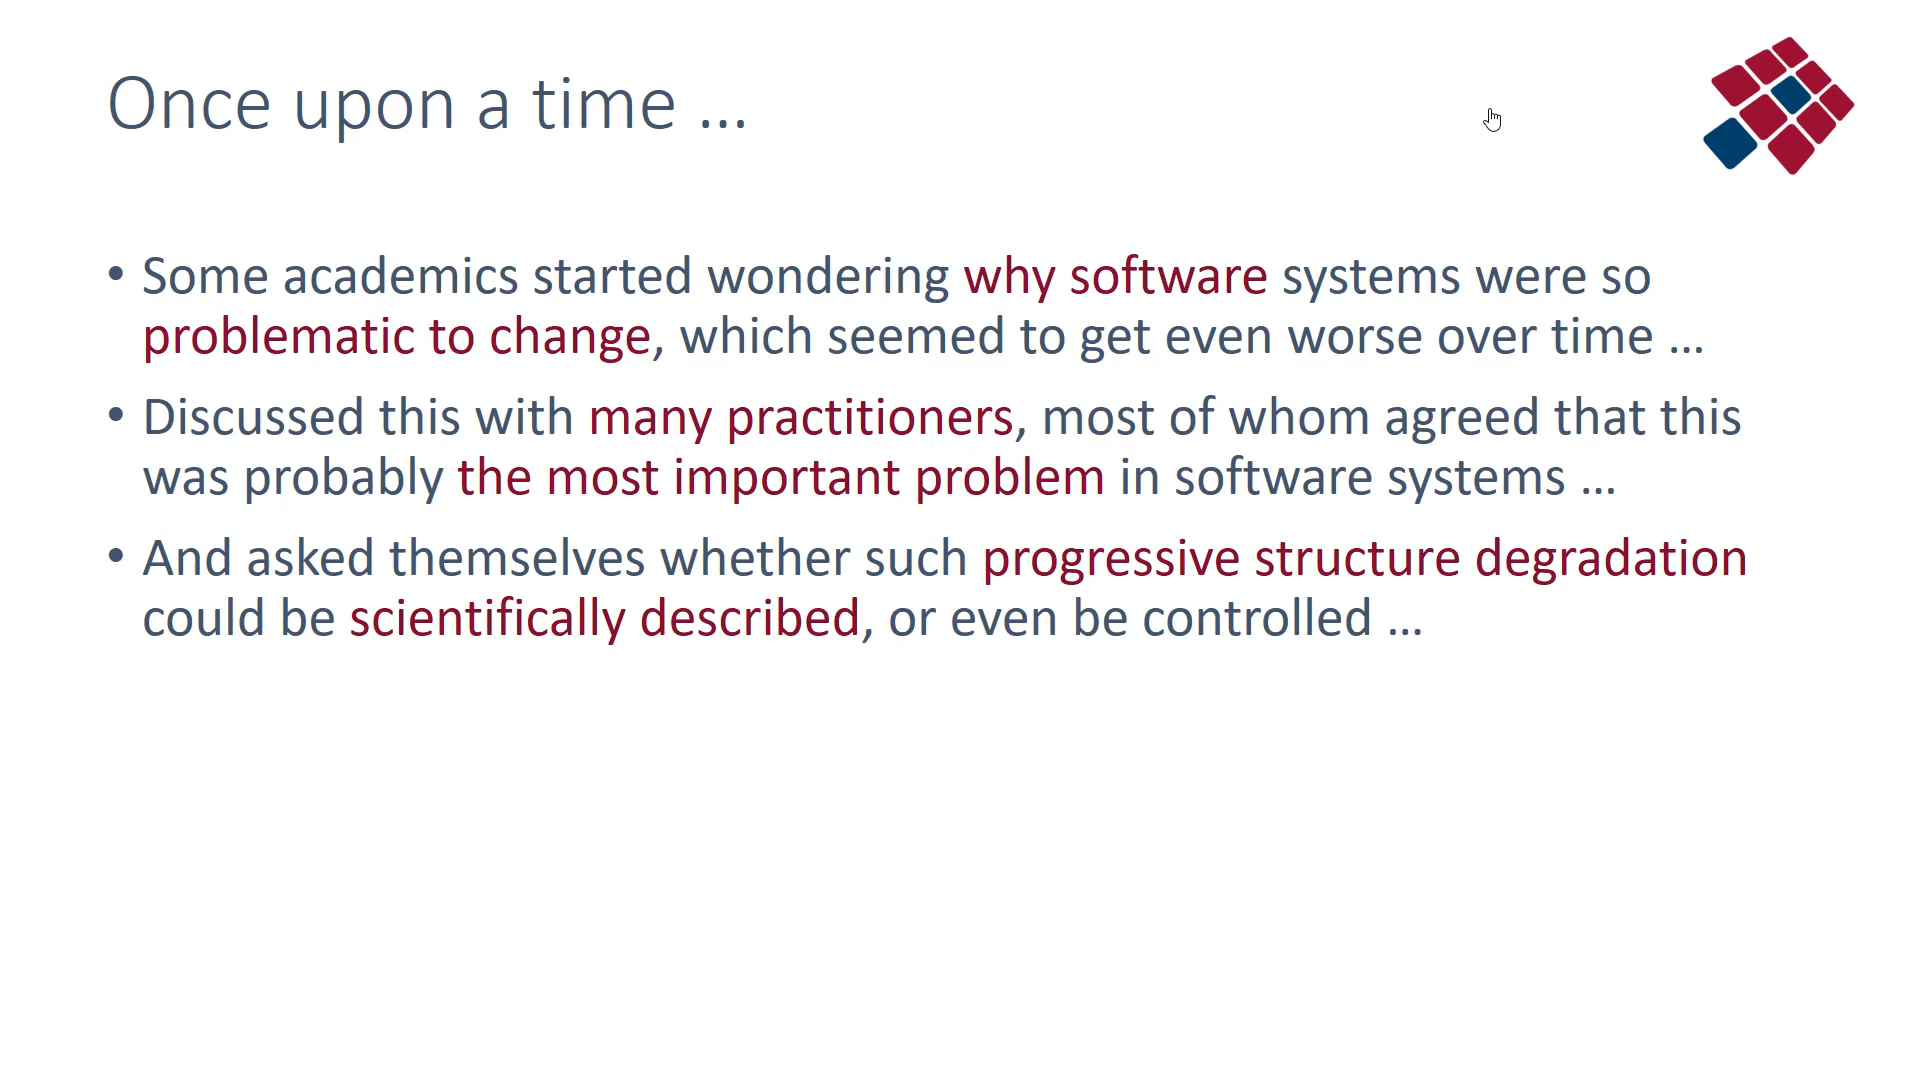 Once upon a time ...
• Some academics started wondering why software systems were so
problematic to change, which seemed to get even worse over time ...
• Discussed this with many practitioners, most of whom agreed that this
was probably the most important problem in software systems ...
• And asked themselves whether such progressive structure degradation
could be scientifically described, or even be controlled ...